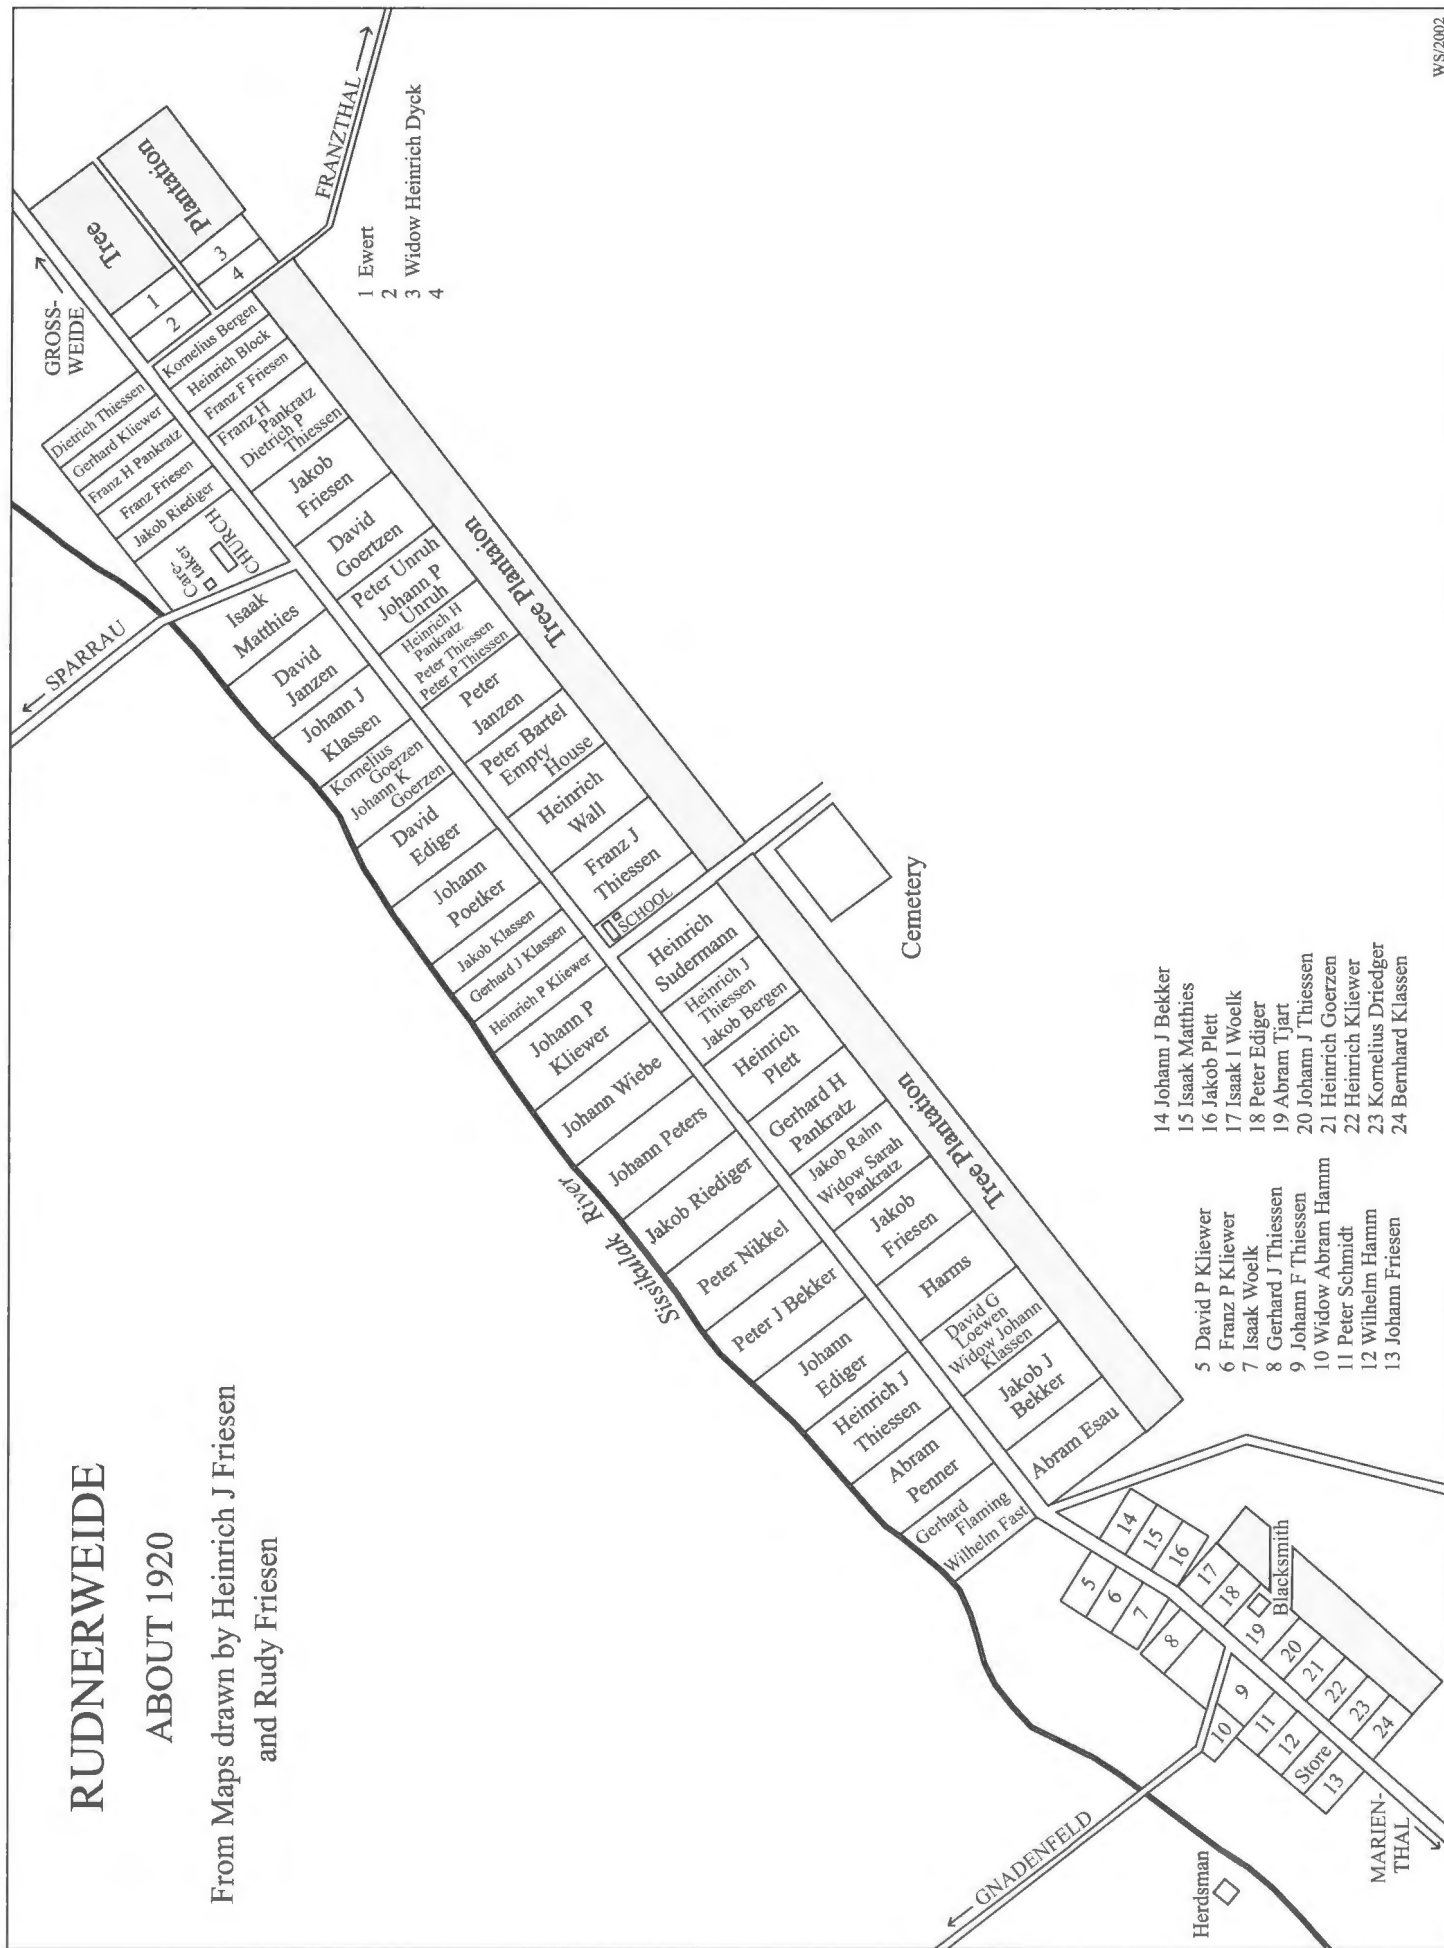 RUDNERWEIDE
ABOUT 1920
From Maps drawn by Heinrich J Friesen
and Rudy Friesen
SPARRAU
GROSS-
WEIDE
FRANZTHAL
Tree
Plantation
1
2
3
4
1 Ewert
2
3 Widow Heinrich Dyck
4
Dietrich Thiessen
Gerhard Kliewer
Franz H Pankratz
Franz Friesen
Jakob Riediger
CHURCH
Care-
taker
Isaak
Matthies
David
Janzen
Johann J
Klassen
Kornelius
Goerzen
Johann K
Goerzen
David
Ediger
Johann
Poetker
Jakob Klassen
Gerhard J Klassen
Heinrich P Kliewer
Johann P
Kliewer
Johann Wiebe
Johann Peters
Jakob Riediger
Peter Nikkel
Peter J Bekker
Johann
Ediger
Heinrich J
Thiessen
Abram
Penner
Gerhard
Flaming
Wilhelm Fast
Sissikulak River
Kornelius Bergen
Heinrich Block
Franz F Friesen
Franz H
Pankratz
Dietrich P
Thiessen
Jakob
Friesen
David
Goertzen
Peter Unruh
Johann P
Unruh
Heinrich H
Pankratz
Peter Thiessen
Peter P Thiessen
Peter
Janzen
Peter Bartel
Empty
House
Heinrich
Wall
Franz J
Thiessen
SCHOOL
Heinrich
Sudermann
Heinrich J
Thiessen
Jakob Bergen
Heinrich
Plett
Gerhard H
Pankratz
Jakob Rahn
Widow Sarah
Pankratz
Jakob
Friesen
Harms
David G
Loewen
Widow Johann
Klassen
Jakob J
Bekker
Abram Esau
Tree Plantaion
Tree Plantation
Cemetery
5
6
7
8
9
10
11
12
Store
13
14
15
16
17
18
19
Blacksmith
20
21
22
23
24
GNADENFELD
Herdsman
MARIEN-
THAL
5 David P Kliewer
6 Franz P Kliewer
7 Isaak Woelk
8 Gerhard J Thiessen
9 Johann F Thiessen
10 Widow Abram Hamm
11 Peter Schmidt
12 Wilhelm Hamm
13 Johann Friesen
14 Johann J Bekker
15 Isaak Matthies
16 Jakob Plett
17 Isaak I Woelk
18 Peter Ediger
19 Abram Tjart
20 Johann J Thiessen
21 Heinrich Goerzen
22 Heinrich Kliewer
23 Kornelius Driedger
24 Bernhard Klassen
WS/2002